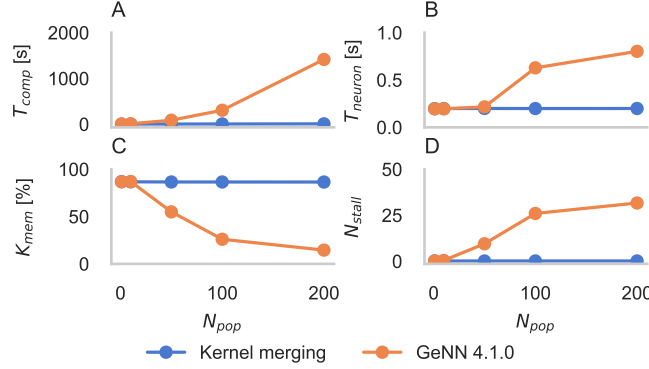 A
B
2000
1000
0
T_comp [s]
1.0
0.5
0.0
T_neuron [s]
C
D
100
50
0
K_mem [%]
50
25
0
N_stall
0 100 200
0 100 200
N_pop
N_pop
Kernel merging GeNN 4.1.0